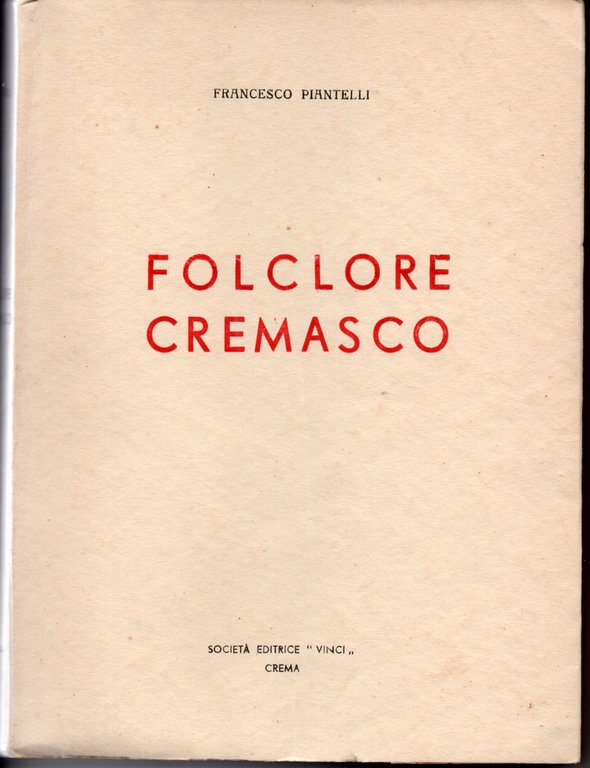 FRANCESCO PIANTELLI
FOLCLORE
CREMASCO
SOCIETÀ EDITRICE "VINCI„
CREMA